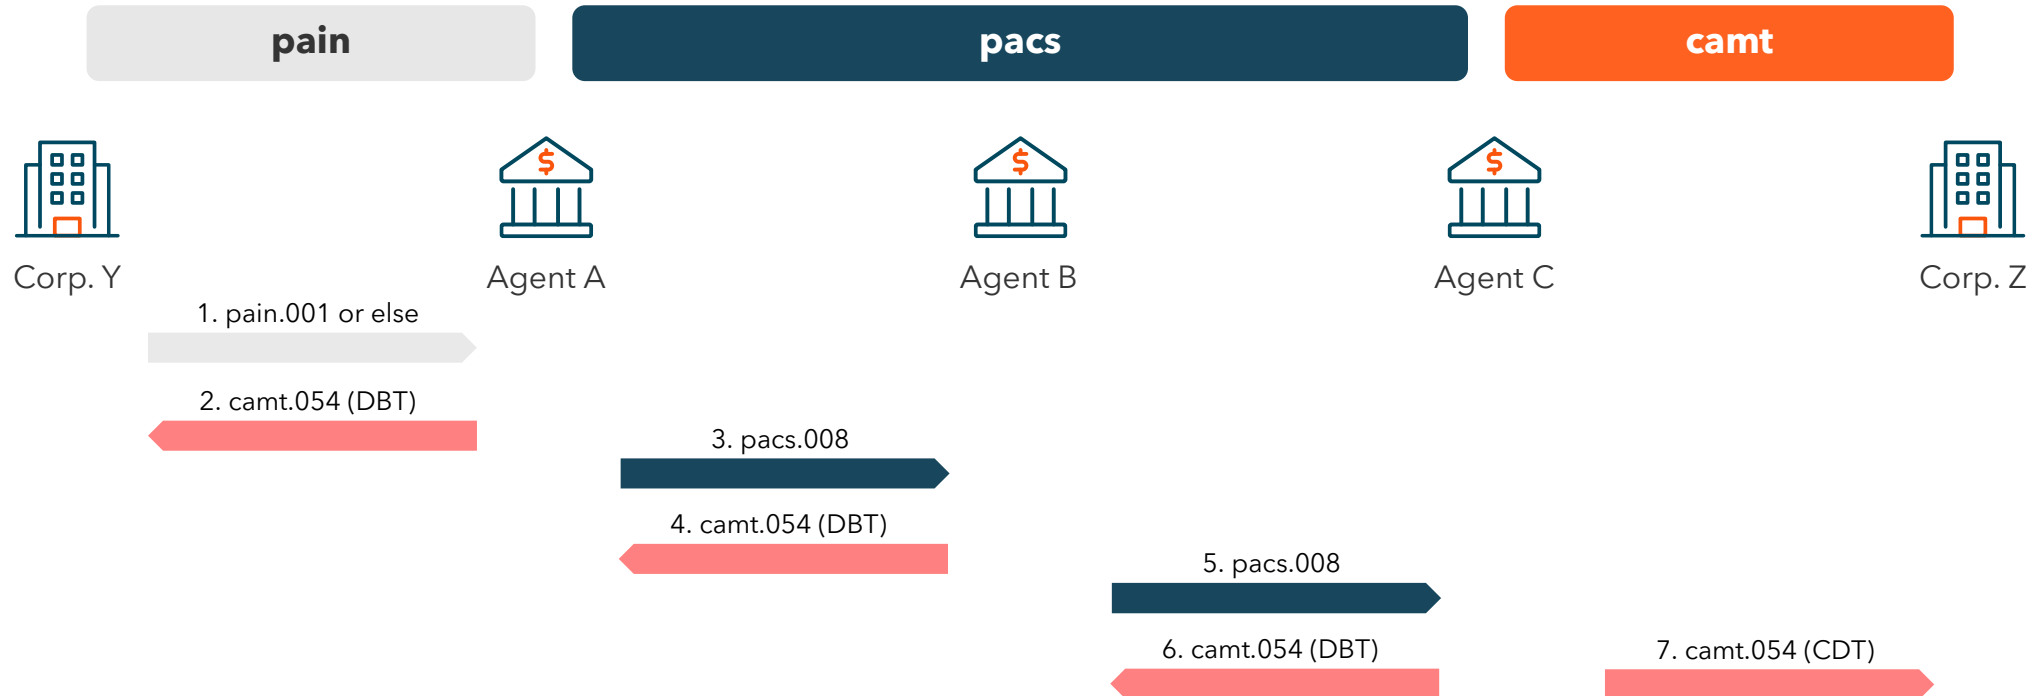 pain
pacs
camt
$
$
$
Corp. Y
Agent A
Agent B
Agent C
Corp. Z
1. pain.001 or else
2. camt.054 (DBT)
3. pacs.008
4. camt.054 (DBT)
5. pacs.008
6. camt.054 (DBT)
7. camt.054 (CDT)